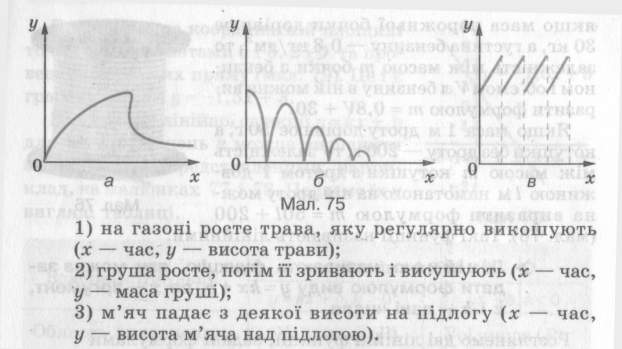 y
y
y
0
x
0
x
0
x
а
б
в
Мал. 75
1) на газоні росте трава, яку регулярно викошують
(x — час, y — висота трави);
2) груша росте, потім її зривають і висушують (x — час,
y — маса груші);
3) м’яч падає з деякої висоти на підлогу (x — час,
y — висота м’яча над підлогою).